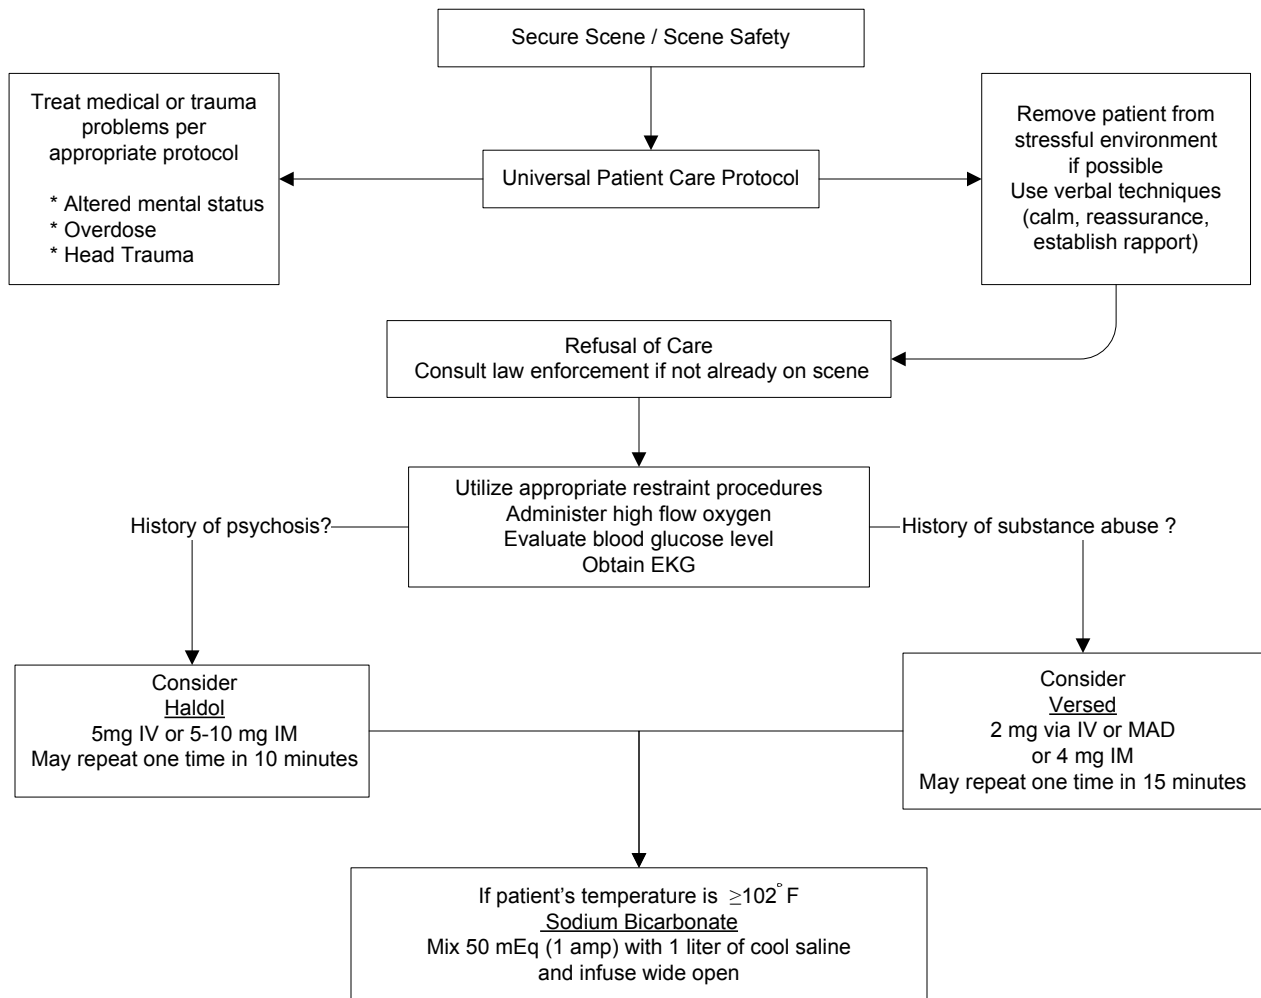 Secure Scene / Scene Safety
Treat medical or trauma
problems per
appropriate protocol
* Altered mental status
* Overdose
* Head Trauma
Universal Patient Care Protocol
Remove patient from
stressful environment
if possible
Use verbal techniques
(calm, reassurance,
establish rapport)
Refusal of Care
Consult law enforcement if not already on scene
Utilize appropriate restraint procedures
Administer high flow oxygen
Evaluate blood glucose level
Obtain EKG
History of psychosis?
History of substance abuse ?
Consider
Haldol
5mg IV or 5-10 mg IM
May repeat one time in 10 minutes
Consider
Versed
2 mg via IV or MAD
or 4 mg IM
May repeat one time in 15 minutes
If patient’s temperature is ≥102° F
Sodium Bicarbonate
Mix 50 mEq (1 amp) with 1 liter of cool saline
and infuse wide open